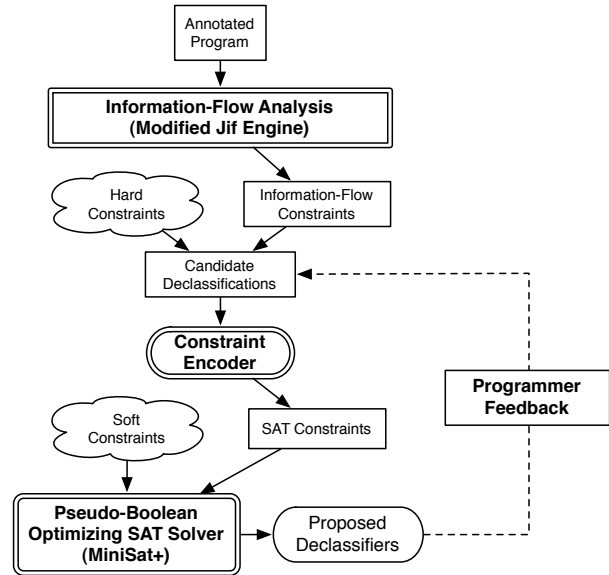 Annotated
Program
Information-Flow Analysis
(Modified Jif Engine)
Hard
Constraints
Information-Flow
Constraints
Candidate
Declassifications
Constraint
Encoder
Programmer
Feedback
Soft
Constraints
SAT Constraints
Pseudo-Boolean
Optimizing SAT Solver
(MiniSat+)
Proposed
Declassifiers